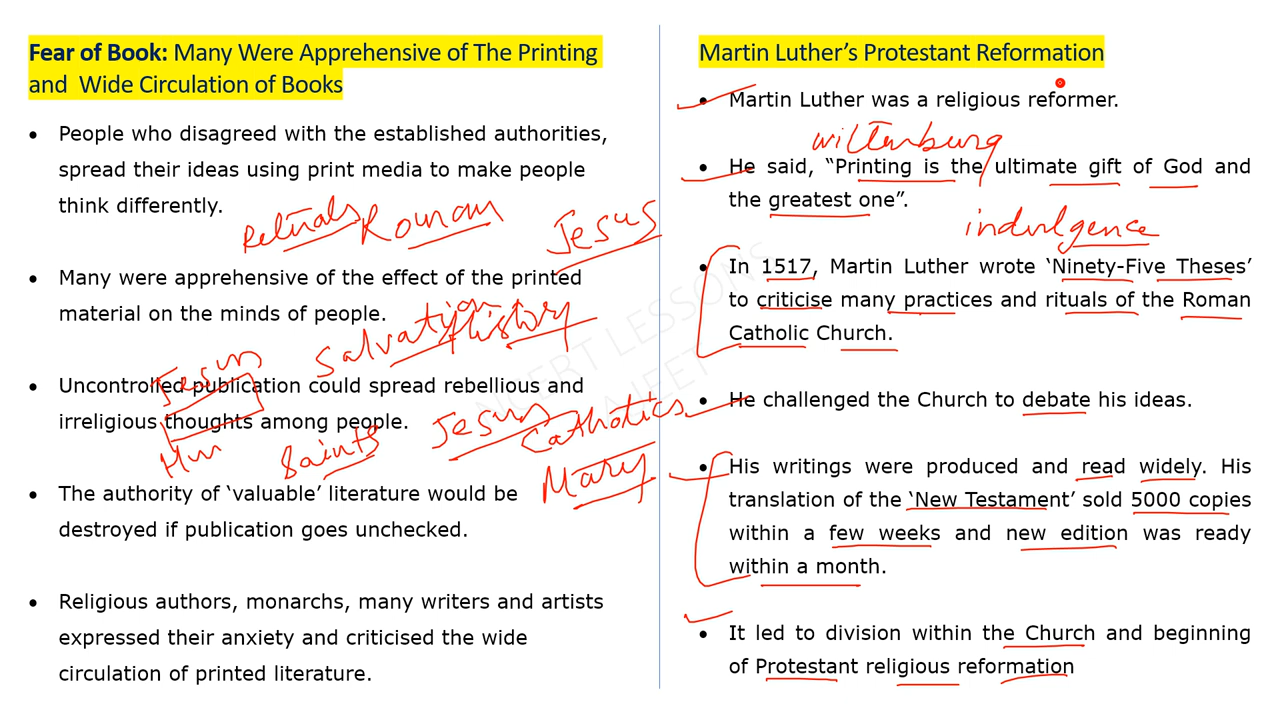 Fear of Book: Many Were Apprehensive of The Printing
and Wide Circulation of Books
• People who disagreed with the established authorities,
spread their ideas using print media to make people
think differently.
Rituals Roman Jesus
• Many were apprehensive of the effect of the printed
material on the minds of people.
Salvation history
Jesus
• Uncontrolled publication could spread rebellious and
irreligious thoughts among people.
Saints Jesus Catholics
Mary
• The authority of ‘valuable’ literature would be
destroyed if publication goes unchecked.
• Religious authors, monarchs, many writers and artists
expressed their anxiety and criticised the wide
circulation of printed literature.
Martin Luther’s Protestant Reformation
• Martin Luther was a religious reformer.
wittenburg
• He said, “Printing is the ultimate gift of God and
the greatest one”.
indulgence
• In 1517, Martin Luther wrote ‘Ninety-Five Theses’
to criticise many practices and rituals of the Roman
Catholic Church.
• He challenged the Church to debate his ideas.
• His writings were produced and read widely. His
translation of the ‘New Testament’ sold 5000 copies
within a few weeks and new edition was ready
within a month.
• It led to division within the Church and beginning
of Protestant religious reformation